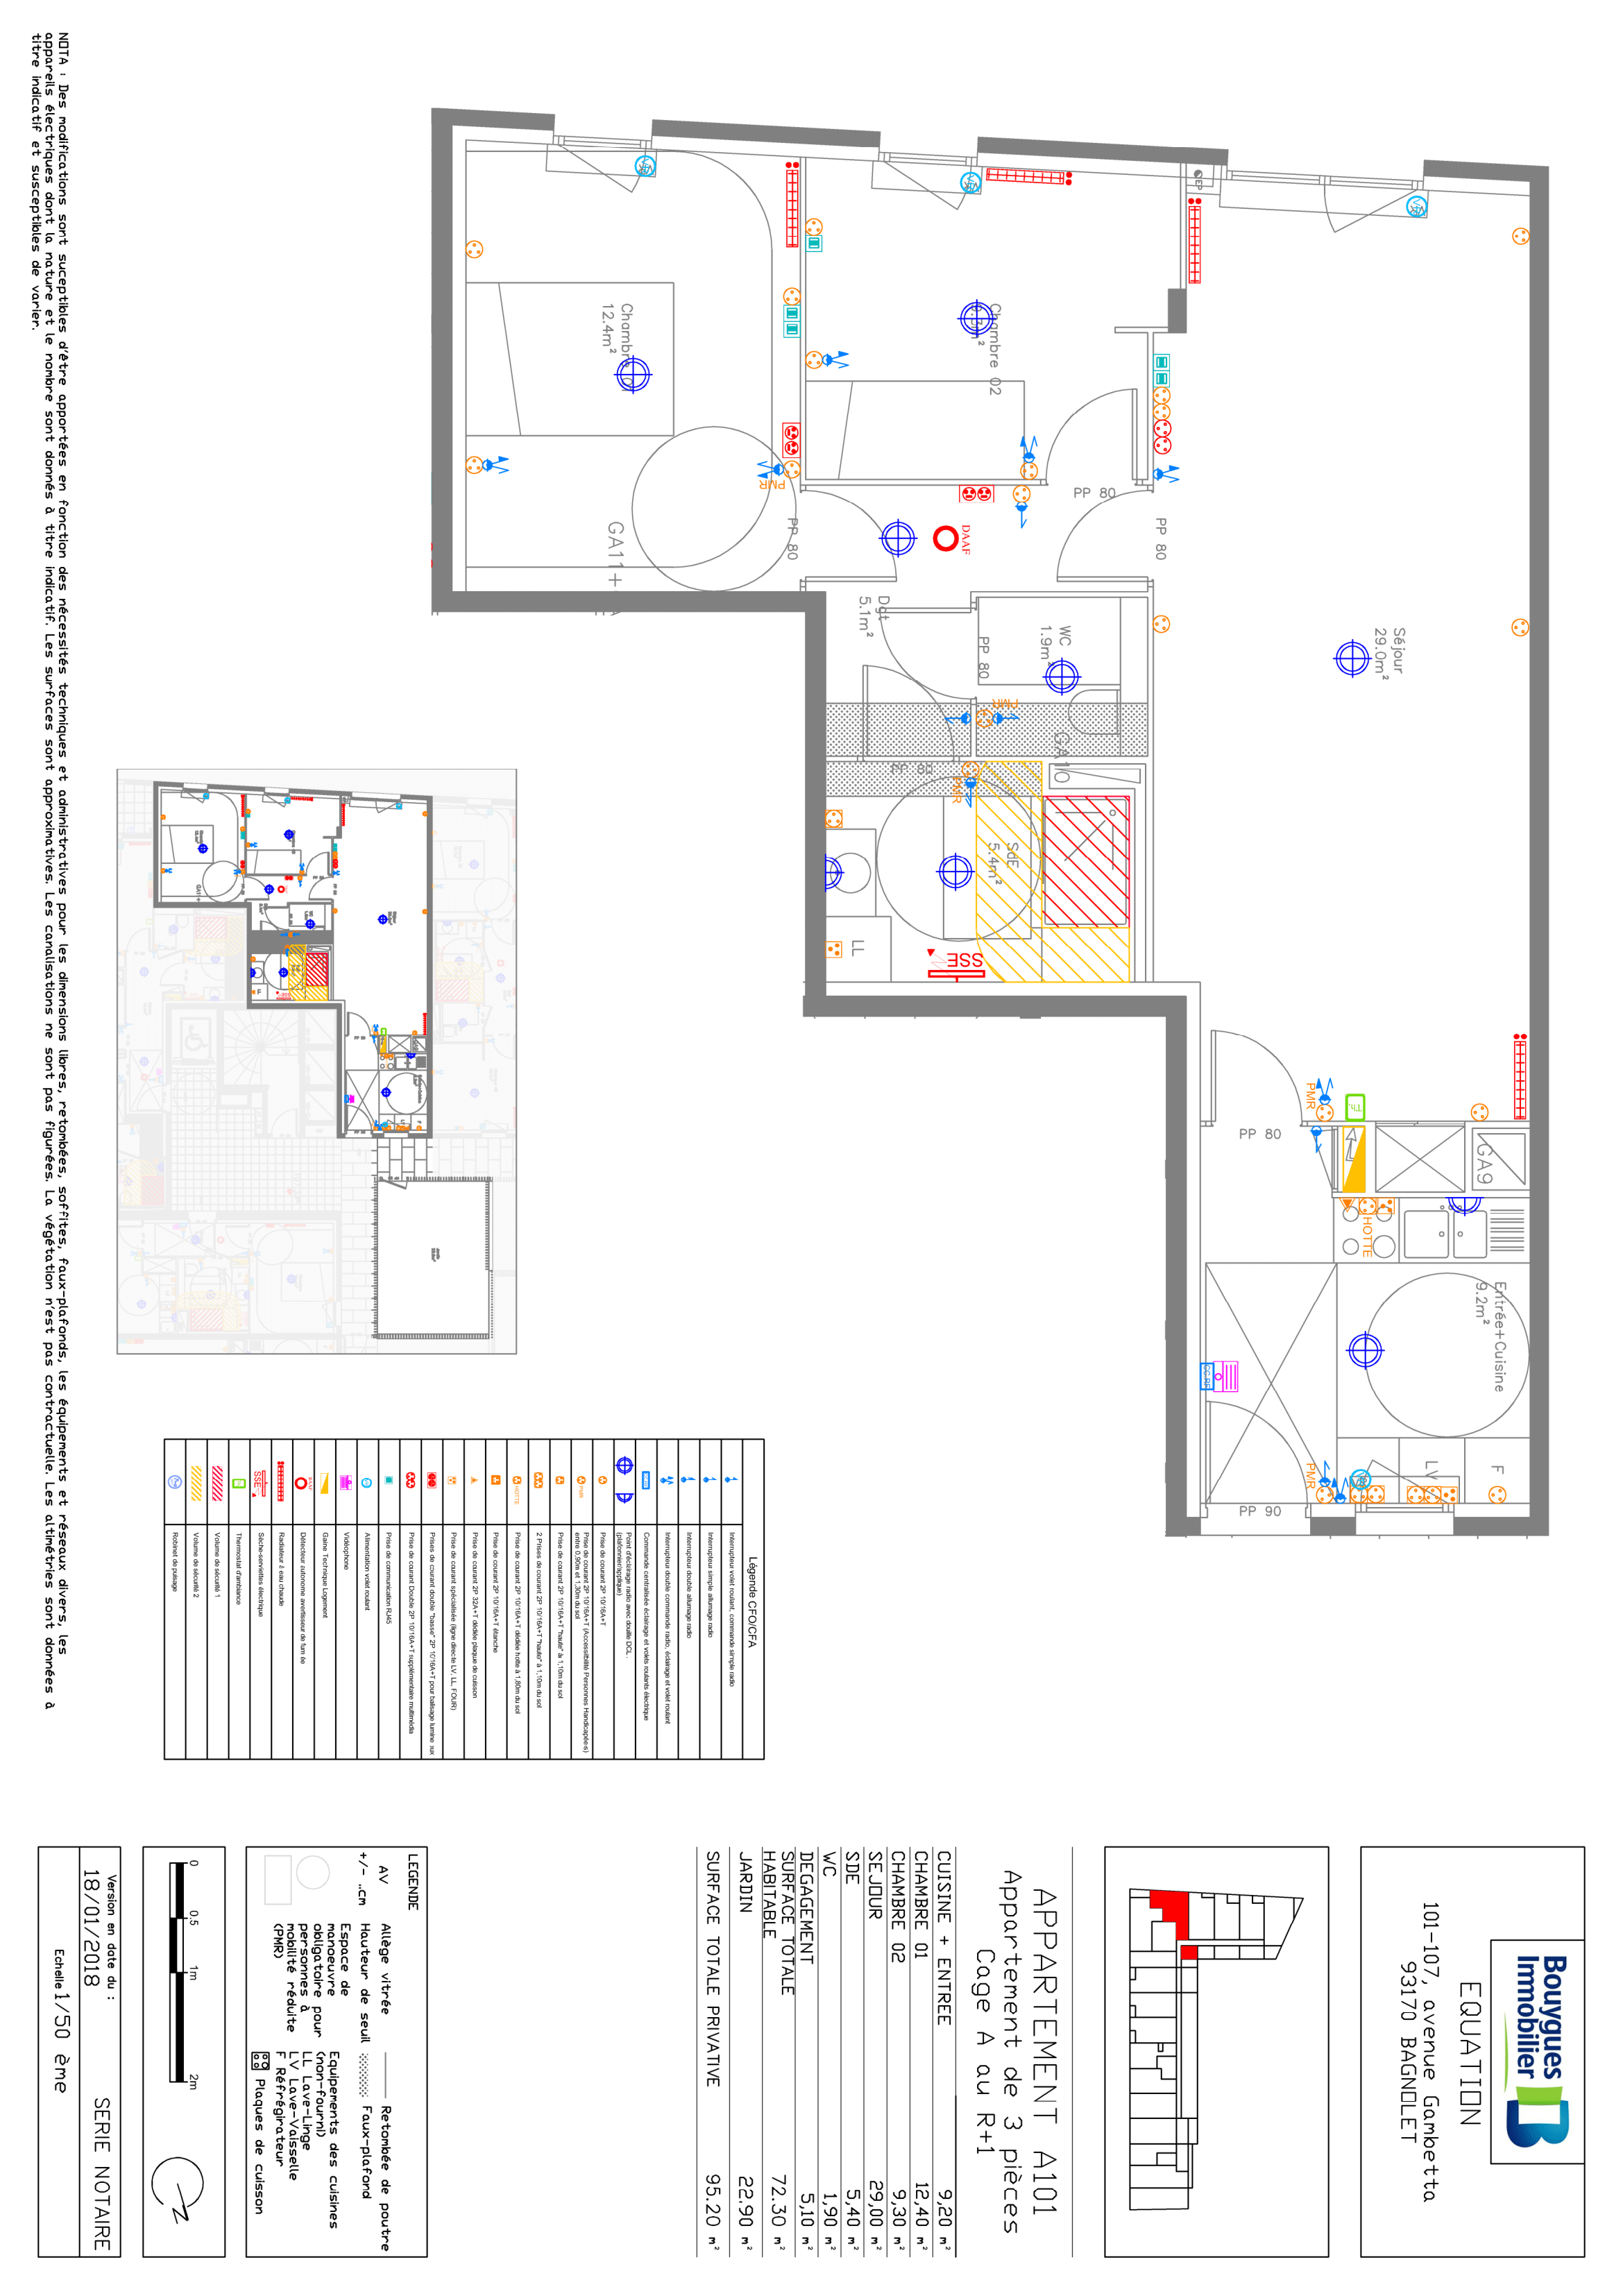 Bouygues
Immobilier
EQUATION
101-107, avenue Gambetta
93170 BAGNOLET
APPARTEMENT A101
Appartement de 3 pièces
Cage A au R+1
CUISINE + ENTREE 9,20 m²
CHAMBRE 01 12,40 m²
CHAMBRE 02 9,30 m²
SEJOUR 29,00 m²
SDE 5,40 m²
WC 1,90 m²
DEGAGEMENT 5,10 m²
SURFACE TOTALE
HABITABLE 72.30 m²
JARDIN 22.90 m²
SURFACE TOTALE PRIVATIVE 95.20 m²
LEGENDE
AV Allège vitrée
+/- ..cm Hauteur de seuil
Espace de
manoeuvre
obligatoire pour
personnes à
mobilité réduite
(PMR)
Retombée de poutre
Faux-plafond
Equipements des cuisines
(non-fourni)
LL Lave-Linge
LV Lave-Vaisselle
F Réfrigérateur
Plaques de cuisson
0 0.5 1m 2m
N
Version en date du :
18/01/2018
SERIE NOTAIRE
Echelle 1/50 ème
Légende CFO/CFA
Interrupteur volet roulant, commande simple radio
Interrupteur simple allumage radio
Interrupteur double allumage radio
Interrupteur double commande radio, éclairage et volet roulant
Commande centralisée éclairage et volets roulants électrique
Point d'éclairage radio avec douille DCL .
(plafonnier/applique)
Prise de courant 2P 10/16A+T
PMR
Prise de courant 2P 10/16A+T (Accessibilité Personnes Handicapées)
entre 0,90m et 1,30m du sol
Prise de courant 2P 10/16A+T "haute" à 1,10m du sol
2 Prises de courant 2P 10/16A+T "haute" à 1,10m du sol
HOTTE
Prise de courant 2P 10/16A+T dédiée hotte à 1,80m du sol
Prise de courant 2P 10/16A+T étanche
Prise de courant 2P 32A+T dédiée plaque de cuisson
Prise de courant spécialisée (ligne directe LV, LL, FOUR)
Prises de courant double "basse" 2P 10/16A+T pour balisage lumineux
Prise de courant Double 2P 10/16A+T supplémentaire multimédia
Prise de communication RJ45
Alimentation volet roulant
Vidéophone
Gaine Technique Logement
DAAF
Détecteur autonome avertisseur de fumée
Radiateur à eau chaude
SSE
Sèche-serviettes électrique
Thermostat d'ambiance
Volume de sécurité 1
Volume de sécurité 2
Robinet de puisage
Séjour
29.0m²
Chambre 02
Chambre
12.4m²
PP 80
PP 80
PP 80
DAAF
PMR
EP
GA11+
Dgt
5.1m²
WC
1.9m²
PP 80
PMR
GA10
PP 80
PMR
SdE
5.4m²
LL
SSE
PMR
Th.
PP 80
GA9
HOTTE
Entrée+Cuisine
9.2m²
PMR
LV
F
PP 90
NOTA : Des modifications sont suceptibles d'être apportées en fonction des nécessités techniques et administratives pour les dimensions libres, retombées, soffites, faux-plafonds, les équipements et réseaux divers, les
appareils électriques dont la nature et le nombre sont donnés à titre indicatif. Les surfaces sont approximatives. Les canalisations ne sont pas figurées. La végétation n'est pas contractuelle. Les altimétries sont données à
titre indicatif et susceptibles de varier.